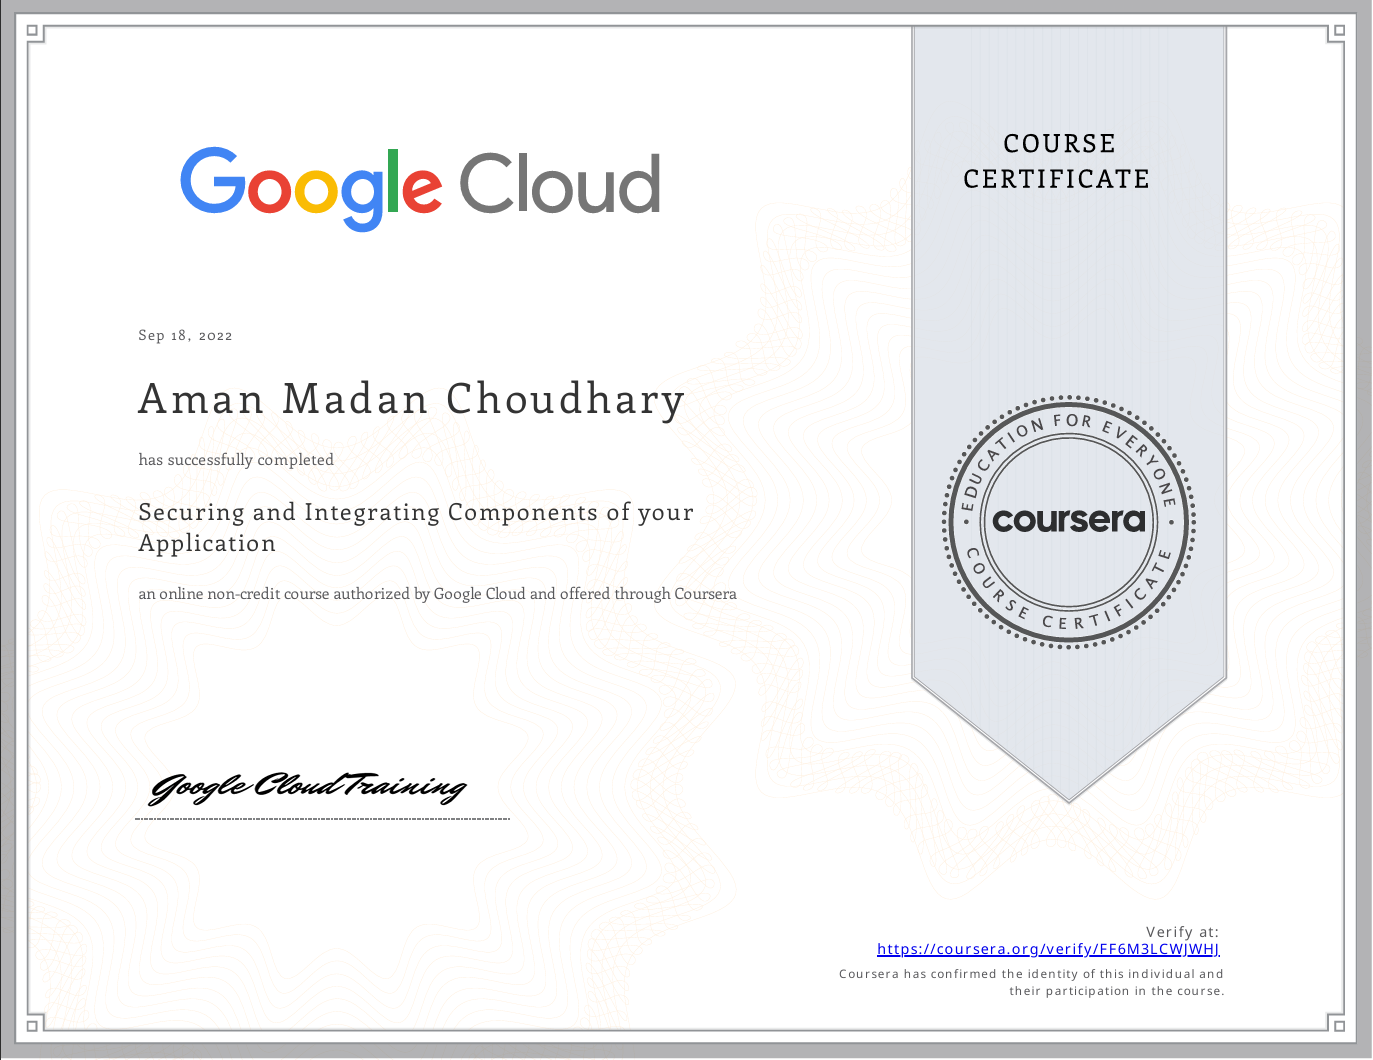 Google Cloud
COURSE
CERTIFICATE
Sep 18, 2022
Aman Madan Choudhary
has successfully completed
Securing and Integrating Components of your
Application
an online non-credit course authorized by Google Cloud and offered through Coursera
EDUCATION FOR EVERYONE
coursera
COURSE CERTIFICATE
Google Cloud Training
Verify at:
https://coursera.org/verify/FF6M3LCWJWHJ
Coursera has confirmed the identity of this individual and
their participation in the course.